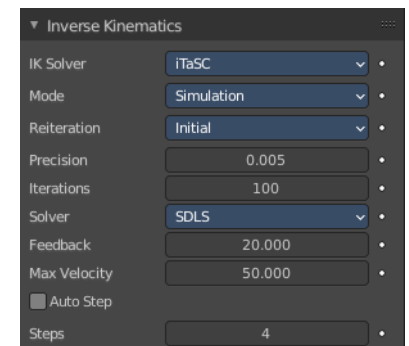 Inverse Kinematics
IK Solver iTaSC
Mode Simulation
Reiteration Initial
Precision 0.005
Iterations 100
Solver SDLS
Feedback 20.000
Max Velocity 50.000
Auto Step
Steps 4